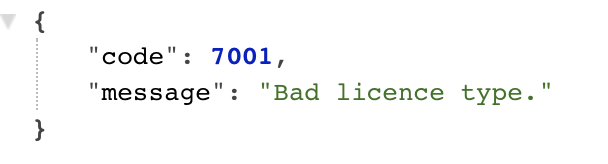 {
"code": 7001,
"message": "Bad licence type."
}